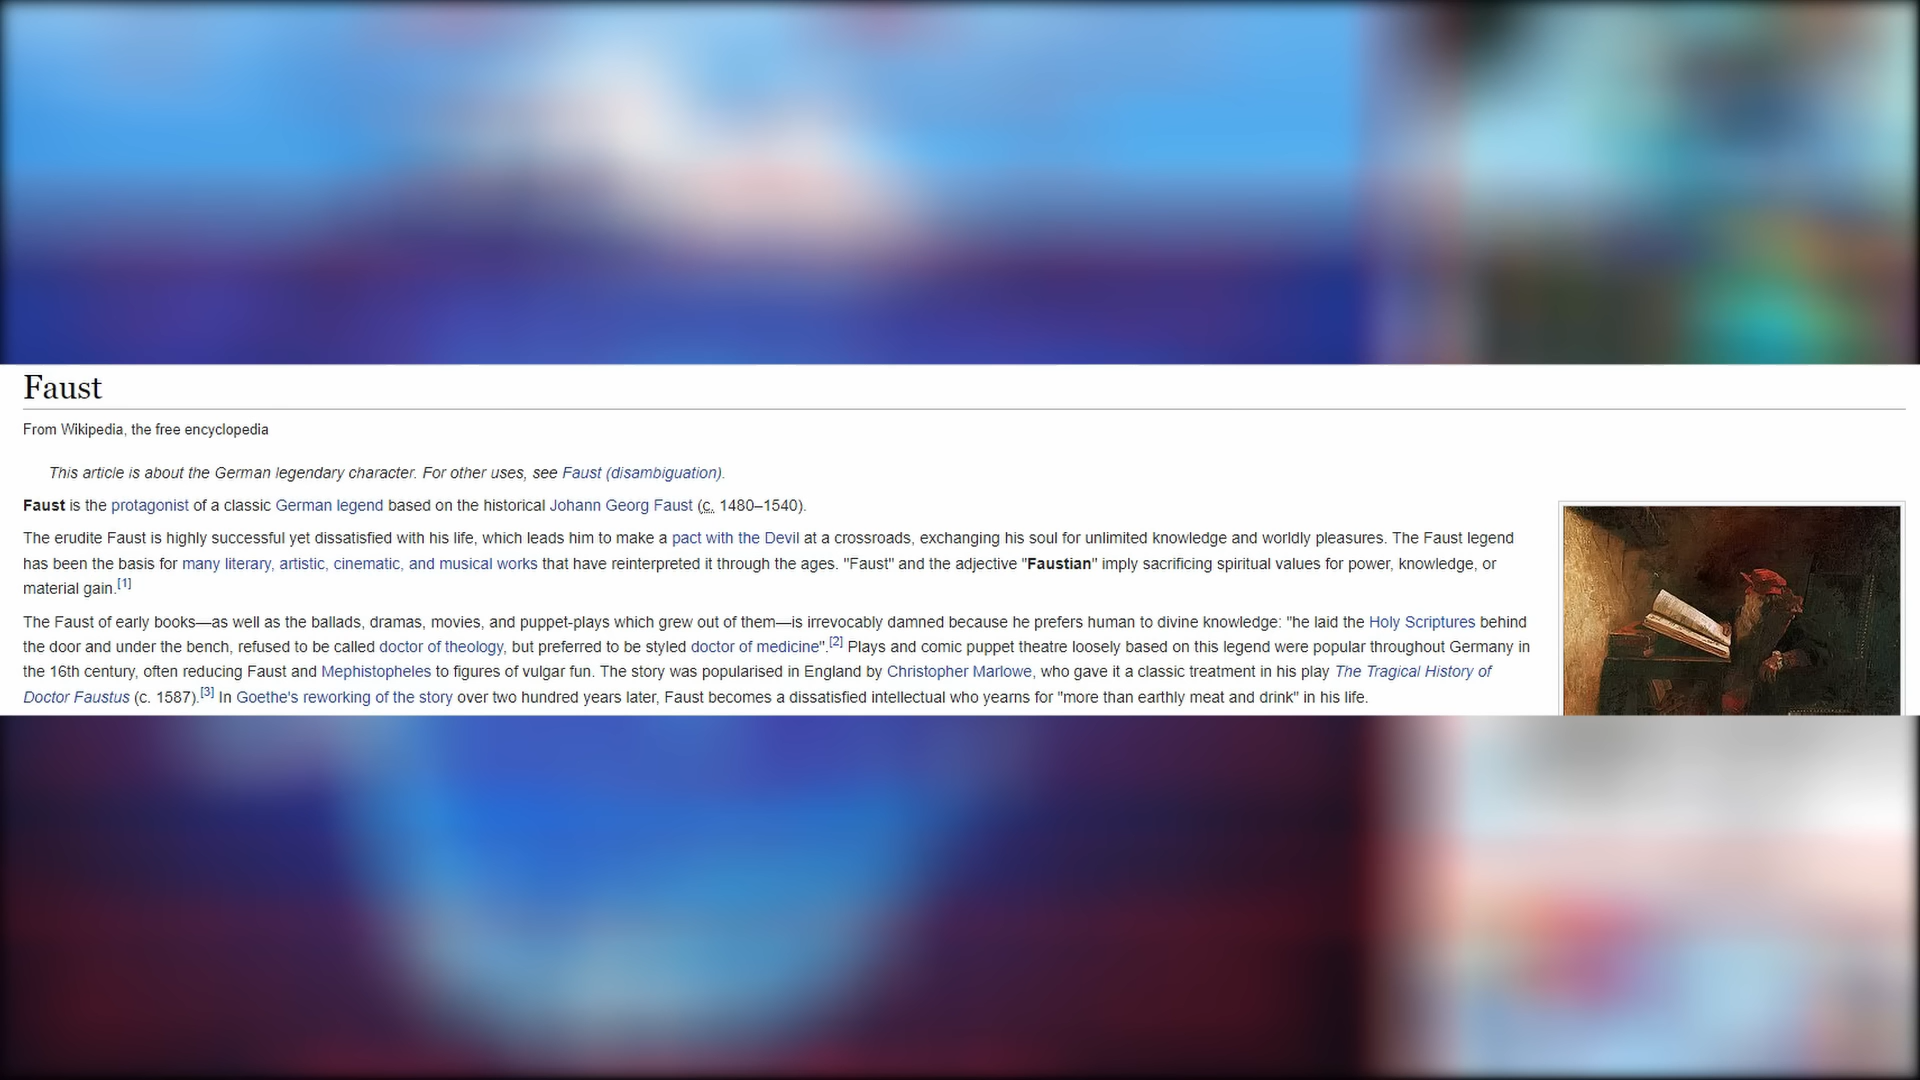 Faust
From Wikipedia, the free encyclopedia
This article is about the German legendary character. For other uses, see Faust (disambiguation).
Faust is the protagonist of a classic German legend based on the historical Johann Georg Faust (c. 1480–1540).
The erudite Faust is highly successful yet dissatisfied with his life, which leads him to make a pact with the Devil at a crossroads, exchanging his soul for unlimited knowledge and worldly pleasures. The Faust legend
has been the basis for many literary, artistic, cinematic, and musical works that have reinterpreted it through the ages. "Faust" and the adjective "Faustian" imply sacrificing spiritual values for power, knowledge, or
material gain.[1]
The Faust of early books—as well as the ballads, dramas, movies, and puppet-plays which grew out of them—is irrevocably damned because he prefers human to divine knowledge: "he laid the Holy Scriptures behind
the door and under the bench, refused to be called doctor of theology, but preferred to be styled doctor of medicine".[2] Plays and comic puppet theatre loosely based on this legend were popular throughout Germany in
the 16th century, often reducing Faust and Mephistopheles to figures of vulgar fun. The story was popularised in England by Christopher Marlowe, who gave it a classic treatment in his play The Tragical History of
Doctor Faustus (c. 1587).[3] In Goethe's reworking of the story over two hundred years later, Faust becomes a dissatisfied intellectual who yearns for "more than earthly meat and drink" in his life.